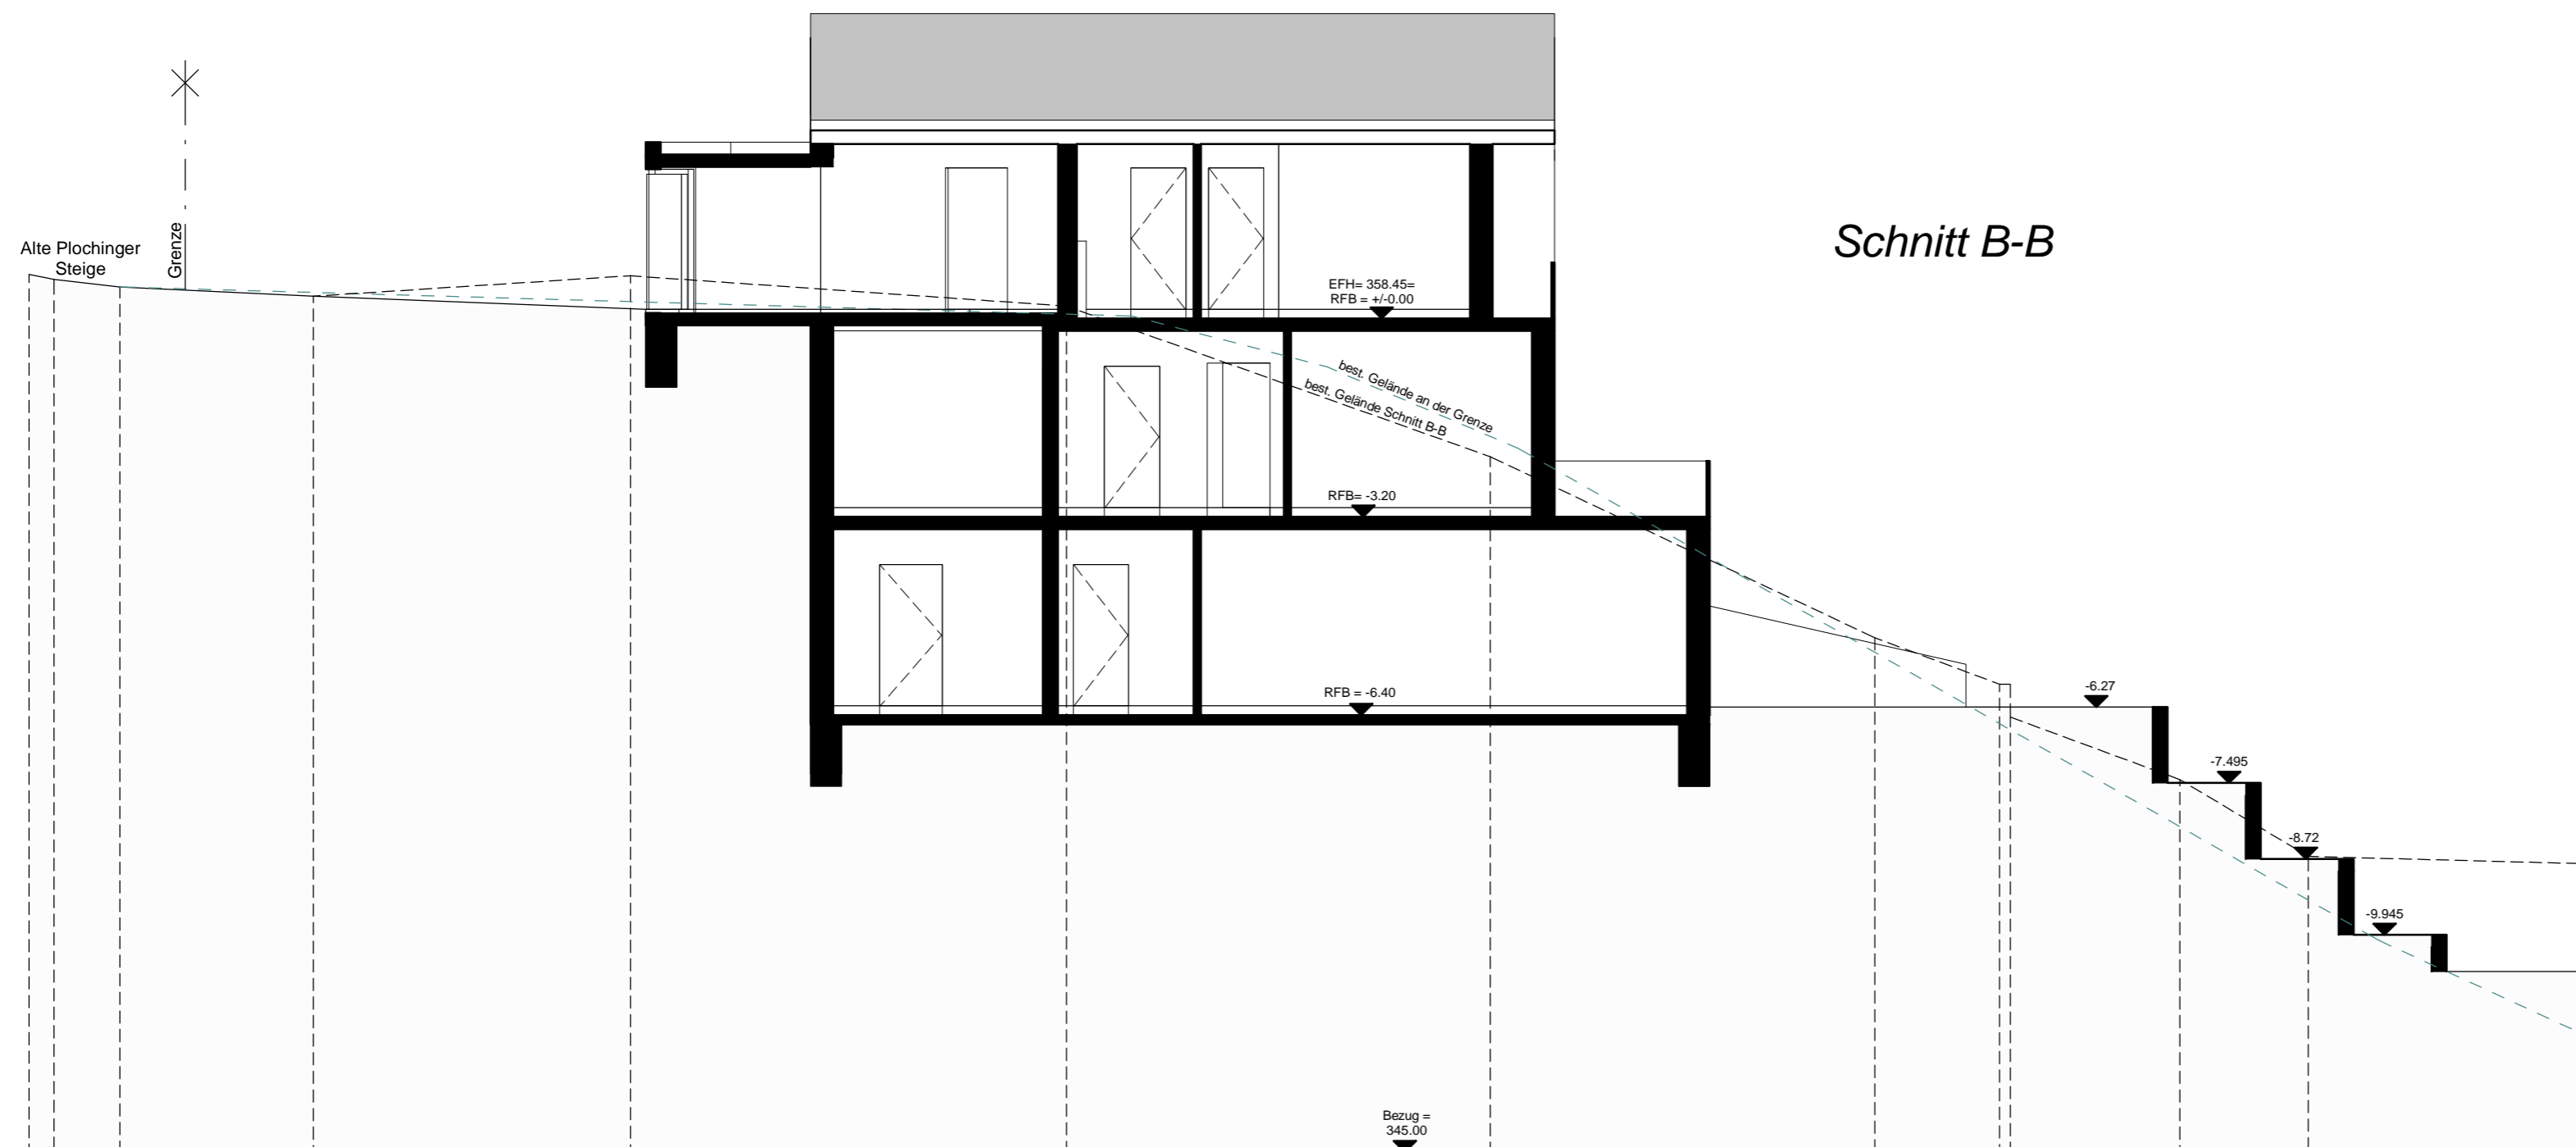 Schnitt B-B
Alte Plochinger
Steige
Grenze
EFH= 358.45=
RFB = +/-0.00
best. Gelände an der Grenze
best. Gelände Schnitt B-B
RFB= -3.20
RFB = -6.40
-6.27
-7.495
-8.72
-9.945
Bezug =
345.00